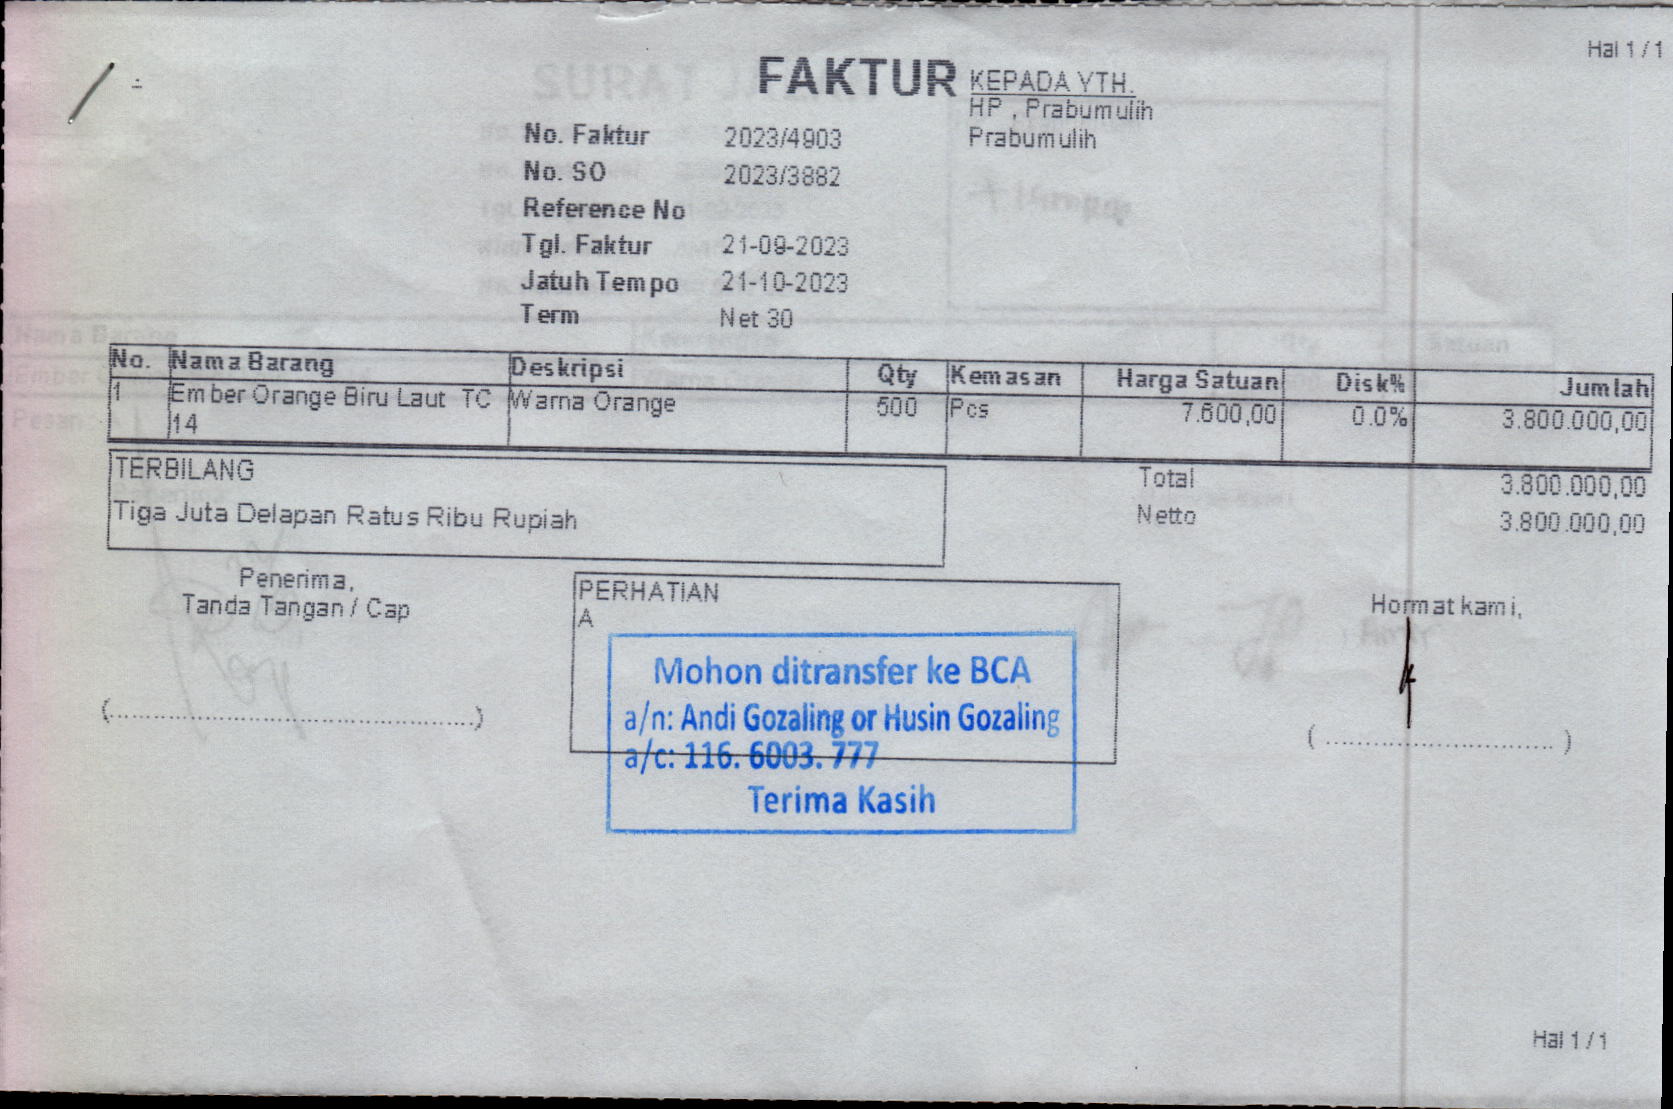 Hal 1 / 1
FAKTUR
KEPADA YTH.
HP , Prabumulih
Prabumulih
No. Faktur 2023/4903
No. SO 2023/3882
Reference No
Tgl. Faktur 21-09-2023
Jatuh Tempo 21-10-2023
Term Net 30
No. Nama Barang Deskripsi Qty Kemasan Harga Satuan Disk% Jumlah
1 Ember Orange Biru Laut TC Warna Orange 500 Pcs 7.600,00 0.0% 3.800.000,00
14
TERBILANG
Tiga Juta Delapan Ratus Ribu Rupiah
Total 3.800.000,00
Netto 3.800.000,00
Penerima,
Tanda Tangan / Cap
(....................................................)
PERHATIAN
A
Mohon ditransfer ke BCA
a/n: Andi Gozaling or Husin Gozaling
a/c: 116. 6003. 777
Terima Kasih
Hormat kami,
( ................................ )
Hal 1 / 1